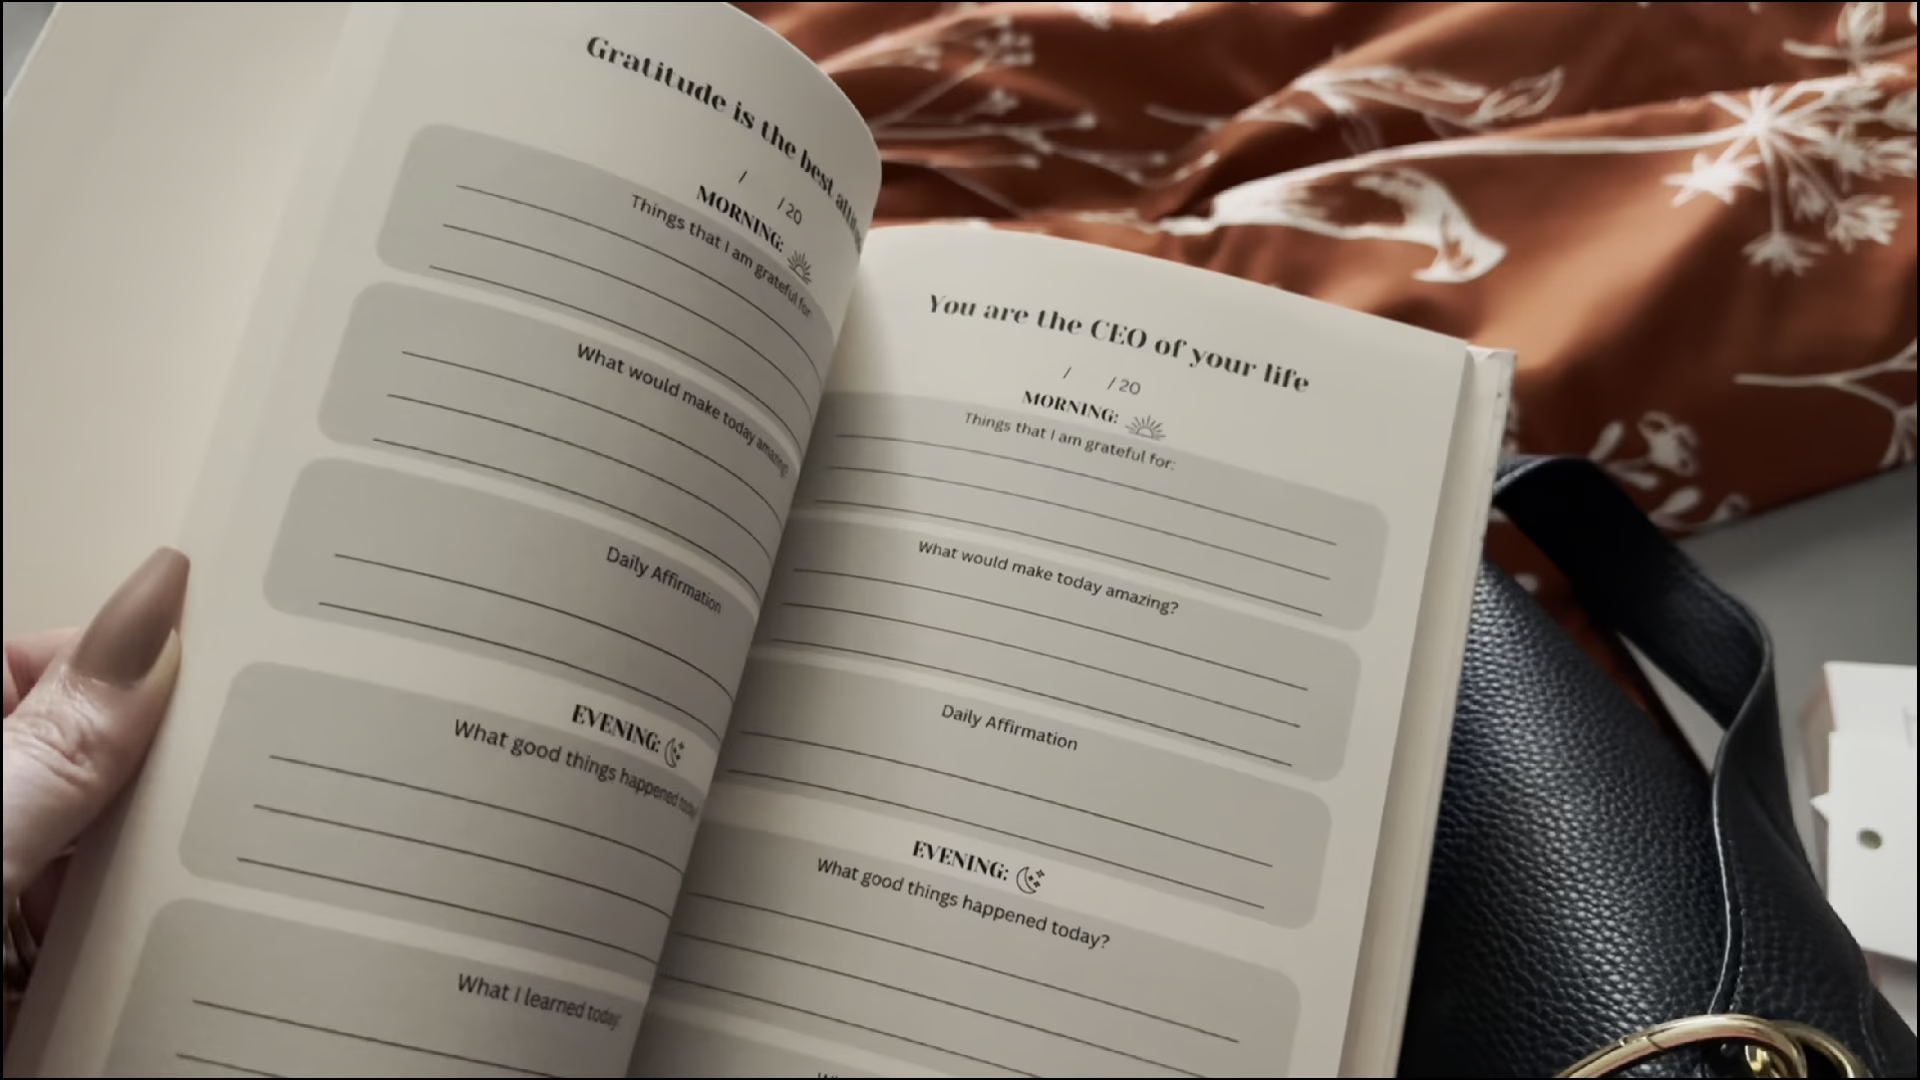 Gratitude is the best
/ / 20
MORNING:
Things that I am grateful for:
What would make today amazing?
Daily Affirmation
EVENING:
What good things happened today?
What I learned today:
You are the CEO of your life
/ / 20
MORNING:
Things that I am grateful for:
What would make today amazing?
Daily Affirmation
EVENING:
What good things happened today?